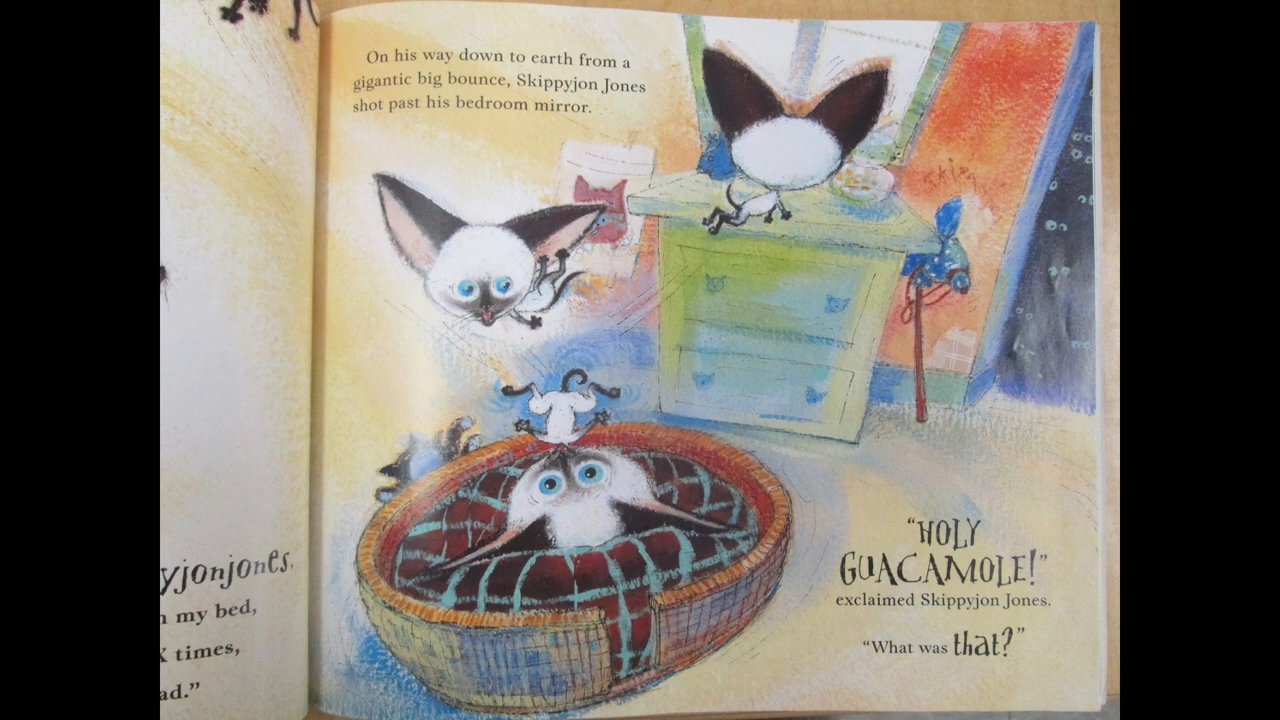 yjonjones.
my bed,
times,
ad.”
On his way down to earth from a
gigantic big bounce, Skippyjon Jones
shot past his bedroom mirror.
“HOLY
GUACAMOLE!”
exclaimed Skippyjon Jones.
“What was that?”